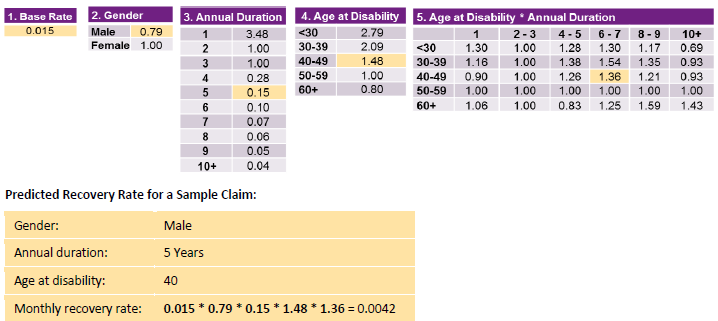 1. Base Rate
0.015
2. Gender
Male 0.79
Female 1.00
3. Annual Duration
1 3.48
2 1.00
3 1.00
4 0.28
5 0.15
6 0.10
7 0.07
8 0.06
9 0.05
10+ 0.04
4. Age at Disability
<30 2.79
30-39 2.09
40-49 1.48
50-59 1.00
60+ 0.80
5. Age at Disability * Annual Duration
1 2 - 3 4 - 5 6 - 7 8 - 9 10+
<30 1.30 1.00 1.28 1.30 1.17 0.69
30-39 1.16 1.00 1.38 1.54 1.35 0.93
40-49 0.90 1.00 1.26 1.36 1.21 0.93
50-59 1.00 1.00 1.00 1.00 1.00 1.00
60+ 1.06 1.00 0.83 1.25 1.59 1.43
Predicted Recovery Rate for a Sample Claim:
Gender: Male
Annual duration: 5 Years
Age at disability: 40
Monthly recovery rate: 0.015 * 0.79 * 0.15 * 1.48 * 1.36 = 0.0042